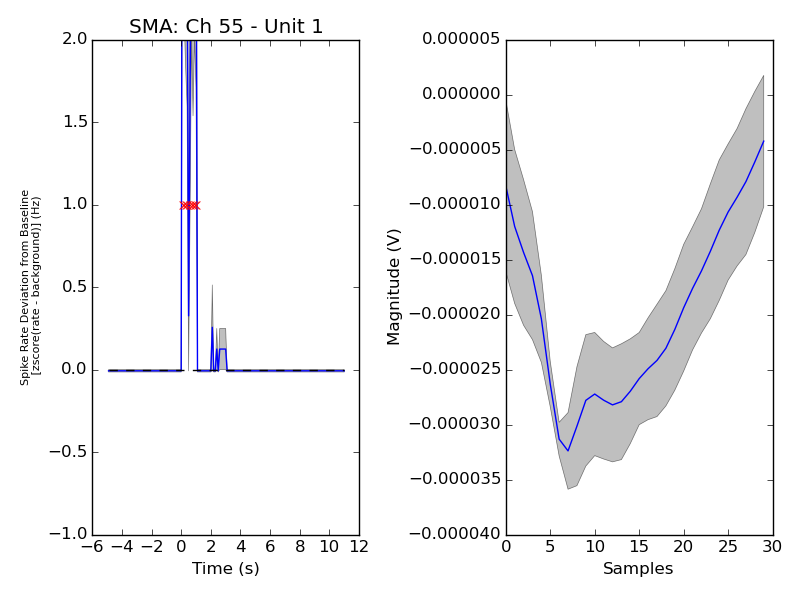 SMA: Ch 55 - Unit 1
2.0
1.5
1.0
0.5
0.0
−0.5
−1.0
−6 −4 −2 0 2 4 6 8 10 12
Time (s)
Spike Rate Deviation from Baseline
[zscore(rate - background)] (Hz)
0.000005
0.000000
−0.000005
−0.000010
−0.000015
−0.000020
−0.000025
−0.000030
−0.000035
−0.000040
0 5 10 15 20 25 30
Samples
Magnitude (V)